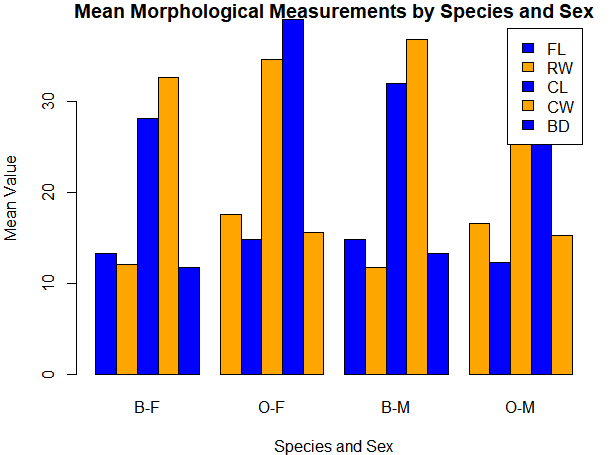 Mean Morphological Measurements by Species and Sex
FL
RW
CL
CW
BD
30
20
10
0
Mean Value
B-F
O-F
B-M
O-M
Species and Sex